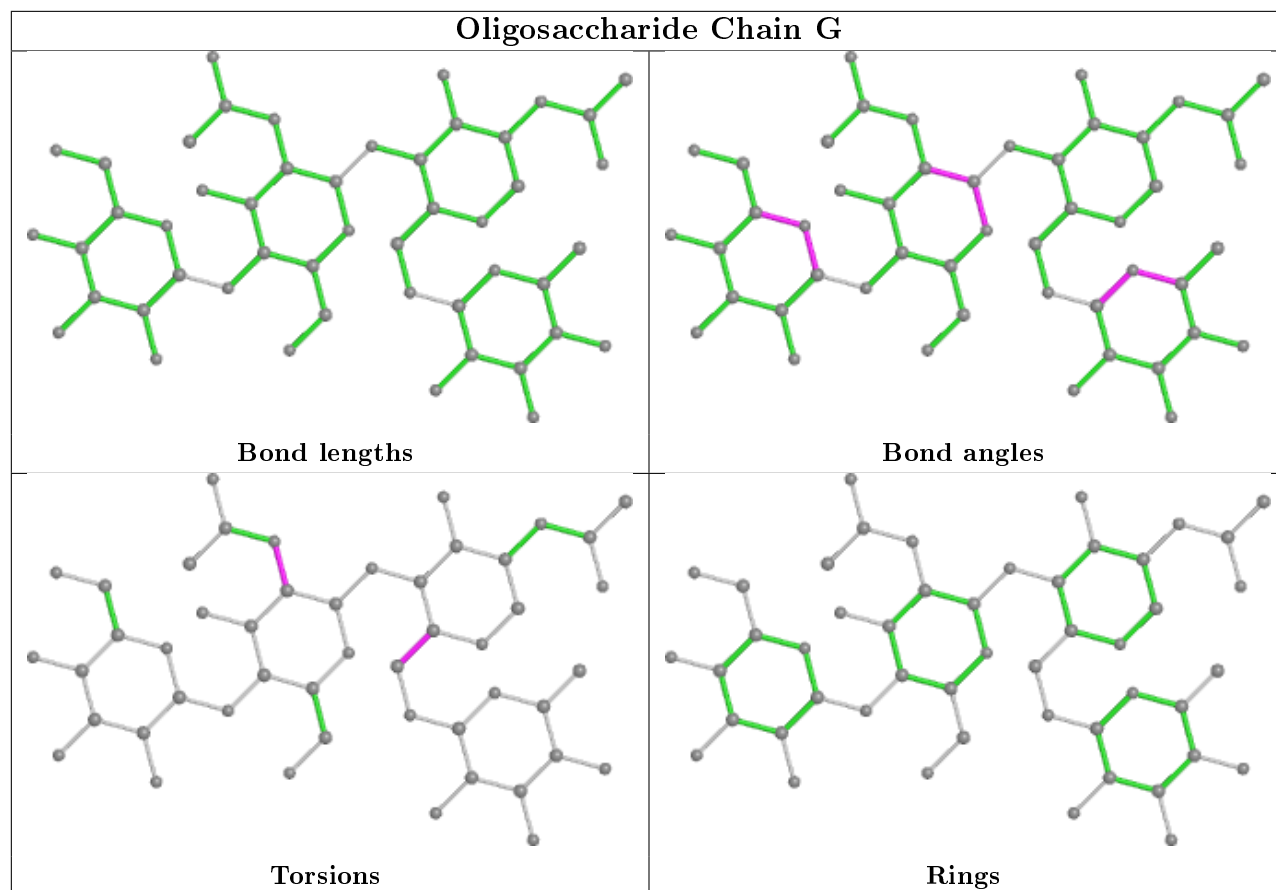 Oligosaccharide Chain G
Bond lengths
Bond angles
Torsions
Rings